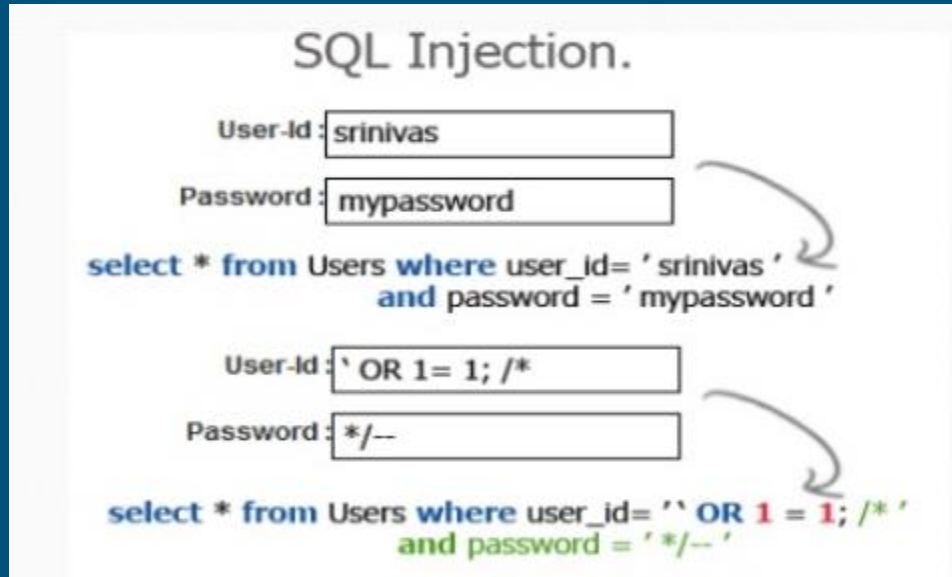 SQL Injection.
User-Id : srinivas
Password : mypassword
select * from Users where user_id= ' srinivas '
and password = ' mypassword '
User-Id : ` OR 1= 1; /*
Password : */--
select * from Users where user_id= '` OR 1 = 1; /* '
and password = ' */-- '